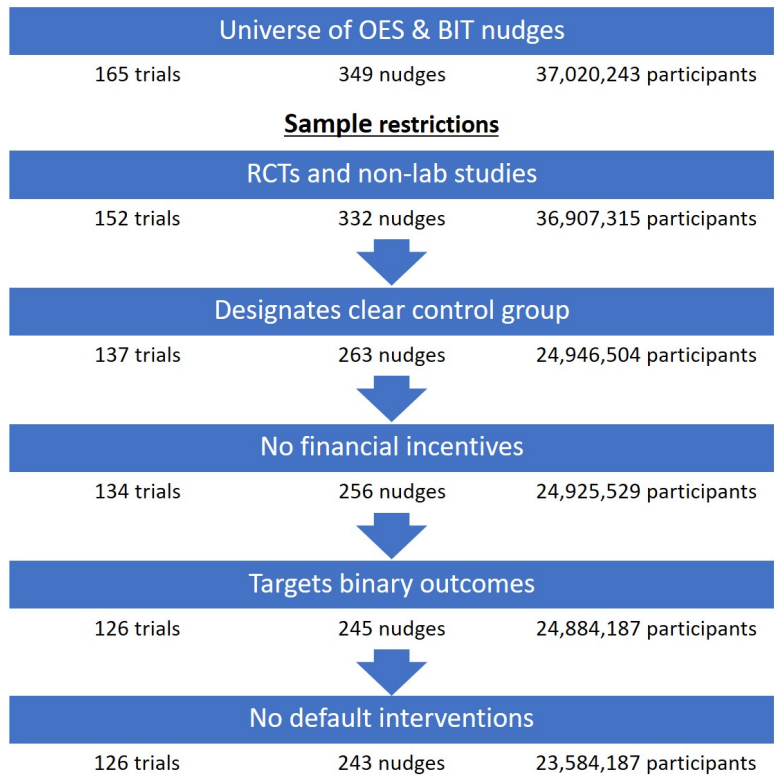 Universe of OES & BIT nudges
165 trials 349 nudges 37,020,243 participants
Sample restrictions
RCTs and non-lab studies
152 trials 332 nudges 36,907,315 participants
Designates clear control group
137 trials 263 nudges 24,946,504 participants
No financial incentives
134 trials 256 nudges 24,925,529 participants
Targets binary outcomes
126 trials 245 nudges 24,884,187 participants
No default interventions
126 trials 243 nudges 23,584,187 participants